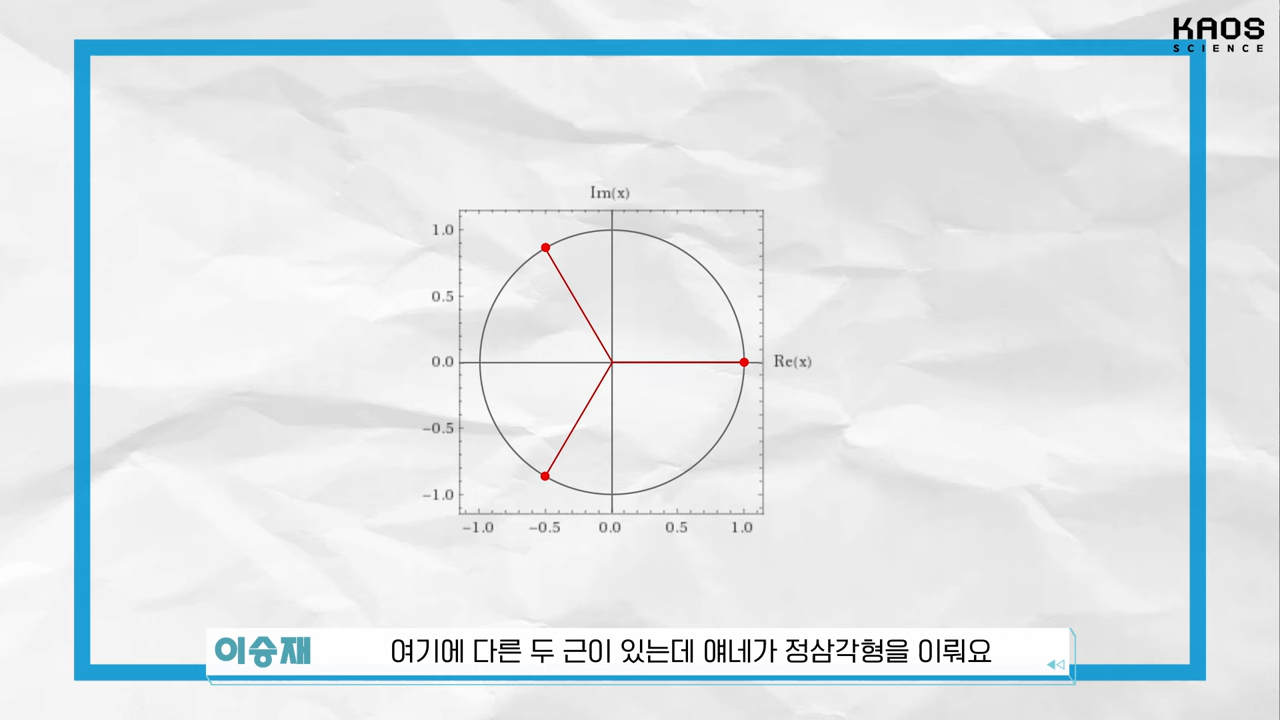 KAOS
SCIENCE
Im(x)
1.0
0.5
0.0
−0.5
−1.0
Re(x)
−1.0
−0.5
0.0
0.5
1.0
이승재
여기에 다른 두 근이 있는데 얘네가 정삼각형을 이뤄요